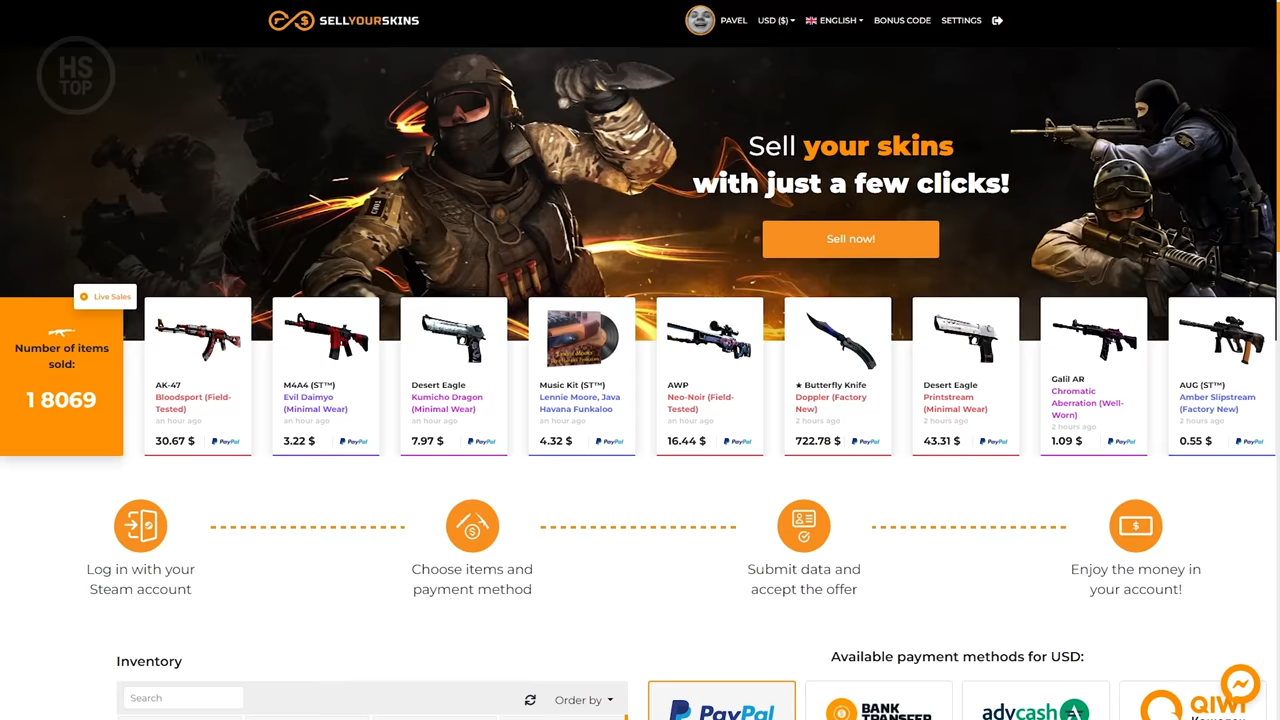 SELLYOURSKINS
PAVEL
USD ($)
ENGLISH
BONUS CODE
SETTINGS
HS
TOP
Sell your skins
with just a few clicks!
Sell now!
Live Sales
Number of items
sold:
1 8069
AK-47
Bloodsport (Field-
Tested)
an hour ago
30.67 $
PayPal
M4A4 (ST™)
Evil Daimyo
(Minimal Wear)
an hour ago
3.22 $
PayPal
Desert Eagle
Kumicho Dragon
(Minimal Wear)
an hour ago
7.97 $
PayPal
Music Kit (ST™)
Lennie Moore, Java
Havana Funkaloo
an hour ago
4.32 $
PayPal
AWP
Neo-Noir (Field-
Tested)
an hour ago
16.44 $
PayPal
★ Butterfly Knife
Doppler (Factory
New)
2 hours ago
722.78 $
PayPal
Desert Eagle
Printstream
(Minimal Wear)
2 hours ago
43.31 $
PayPal
Galil AR
Chromatic
Aberration (Well-
Worn)
2 hours ago
1.09 $
PayPal
AUG (ST™)
Amber Slipstream
(Factory New)
2 hours ago
0.55 $
PayPal
Log in with your
Steam account
Choose items and
payment method
Submit data and
accept the offer
Enjoy the money in
your account!
Inventory
Search
Order by
Available payment methods for USD:
PayPal
BANK
TRANSFER
advcash
QIWI